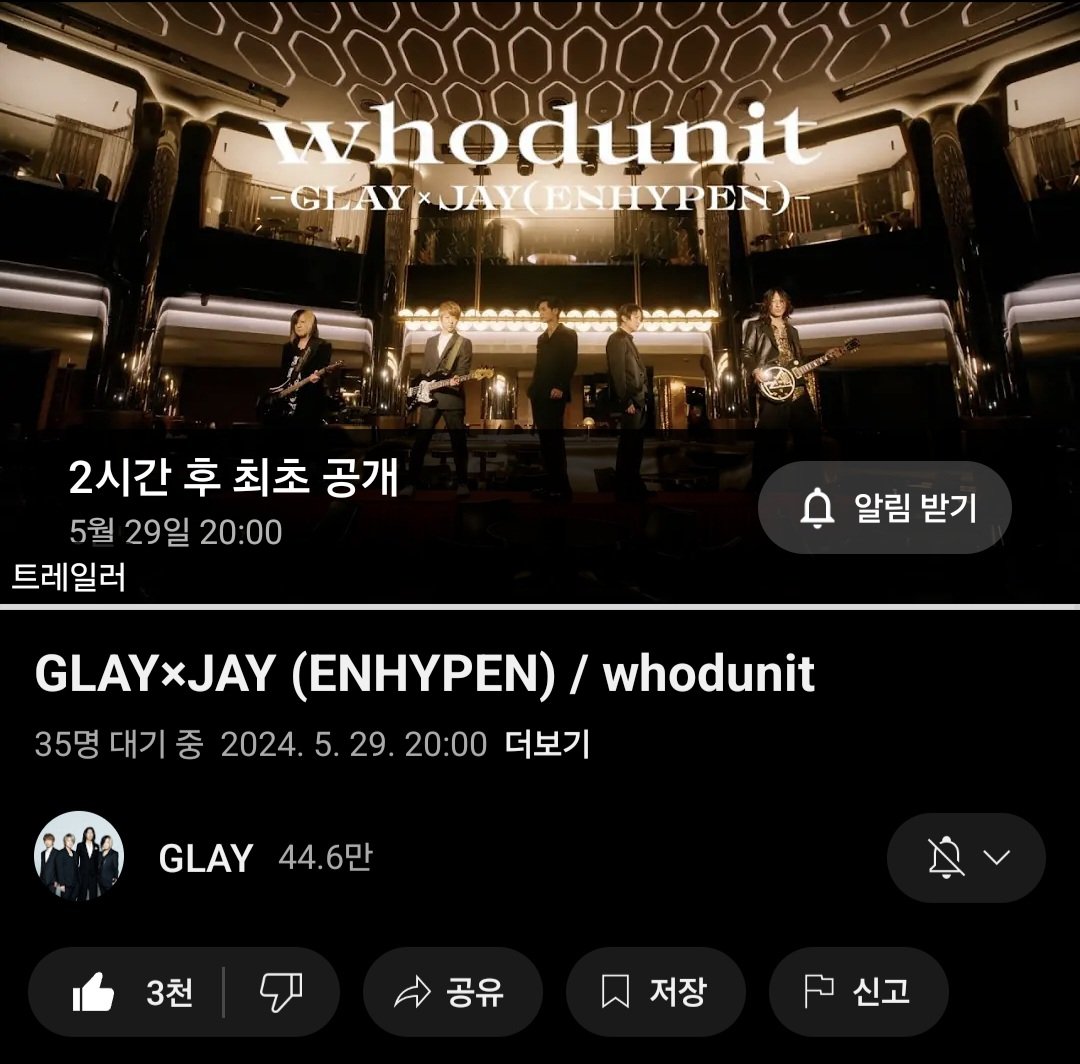 whodunit
-GLAY×JAY(ENHYPEN)-
2시간 후 최초 공개
5월 29일 20:00
알림 받기
트레일러
GLAY×JAY (ENHYPEN) / whodunit
35명 대기 중 2024. 5. 29. 20:00 더보기
GLAY 44.6만
3천 공유 저장 신고